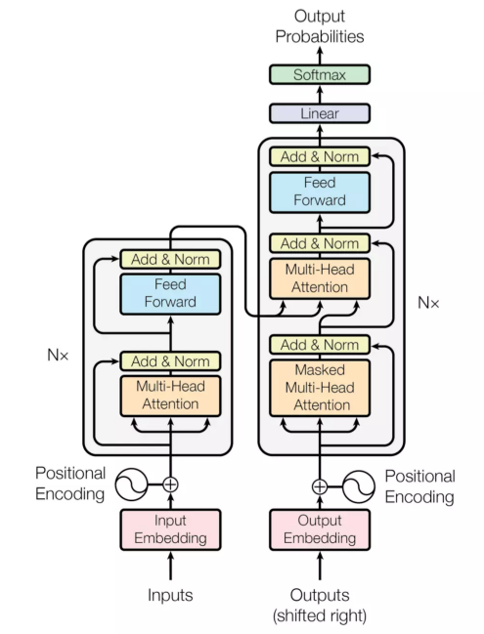 Output
Probabilities
Softmax
Linear
Add & Norm
Feed
Forward
Add & Norm
Multi-Head
Attention
Nx
Add & Norm
Masked
Multi-Head
Attention
Positional
Encoding
Output
Embedding
Outputs
(shifted right)
Add & Norm
Feed
Forward
Nx
Add & Norm
Multi-Head
Attention
Positional
Encoding
Input
Embedding
Inputs